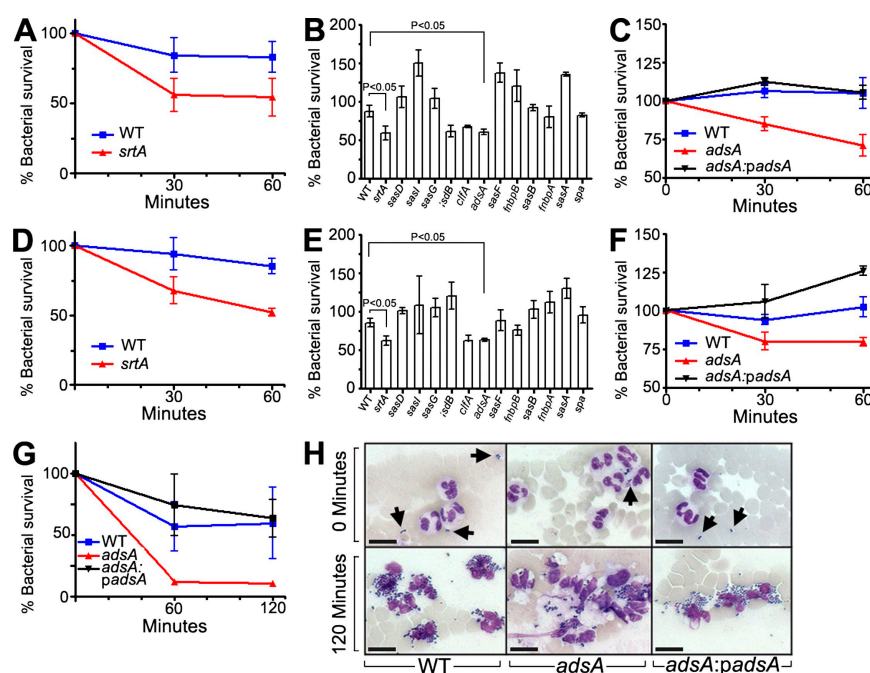 A
% Bacterial survival
100
50
0
30
60
Minutes
WT
srtA
B
% Bacterial survival
200
150
100
50
0
P<0.05
P<0.05
WT
srtA
sasD
sasI
sasG
isdB
clfA
adsA
sasF
fnbpB
sasB
fnbpA
sasA
spa
C
% Bacterial survival
125
100
75
50
0
30
60
Minutes
WT
adsA
adsA:padsA
D
% Bacterial survival
100
50
0
30
60
Minutes
WT
srtA
E
% Bacterial survival
200
150
100
50
0
P<0.05
P<0.05
WT
srtA
sasD
sasI
sasG
isdB
clfA
adsA
sasF
fnbpB
sasB
fnbpA
sasA
spa
F
% Bacterial survival
125
100
75
50
0
30
60
Minutes
WT
adsA
adsA:padsA
G
% Bacterial survival
100
50
0
60
120
Minutes
WT
adsA
adsA:
padsA
H
0 Minutes
120 Minutes
WT
adsA
adsA:padsA